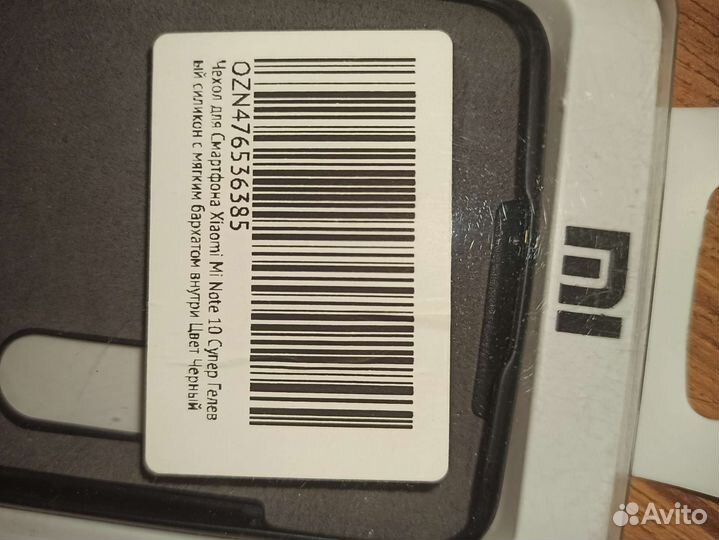 OZN476536385
Чехол для Смартфона Xiaomi Mi Note 10 Супер Гелев
ый силикон с мягким бархатом внутри Цвет Черный
MI
Avito